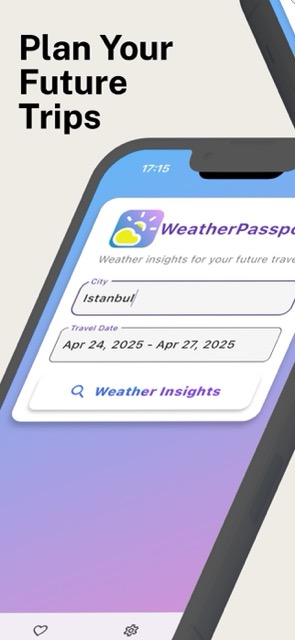 Plan Your
Future
Trips
17:15
WeatherPasspo
Weather insights for your future trave
City
Istanbul
Travel Date
Apr 24, 2025 - Apr 27, 2025
Weather Insights